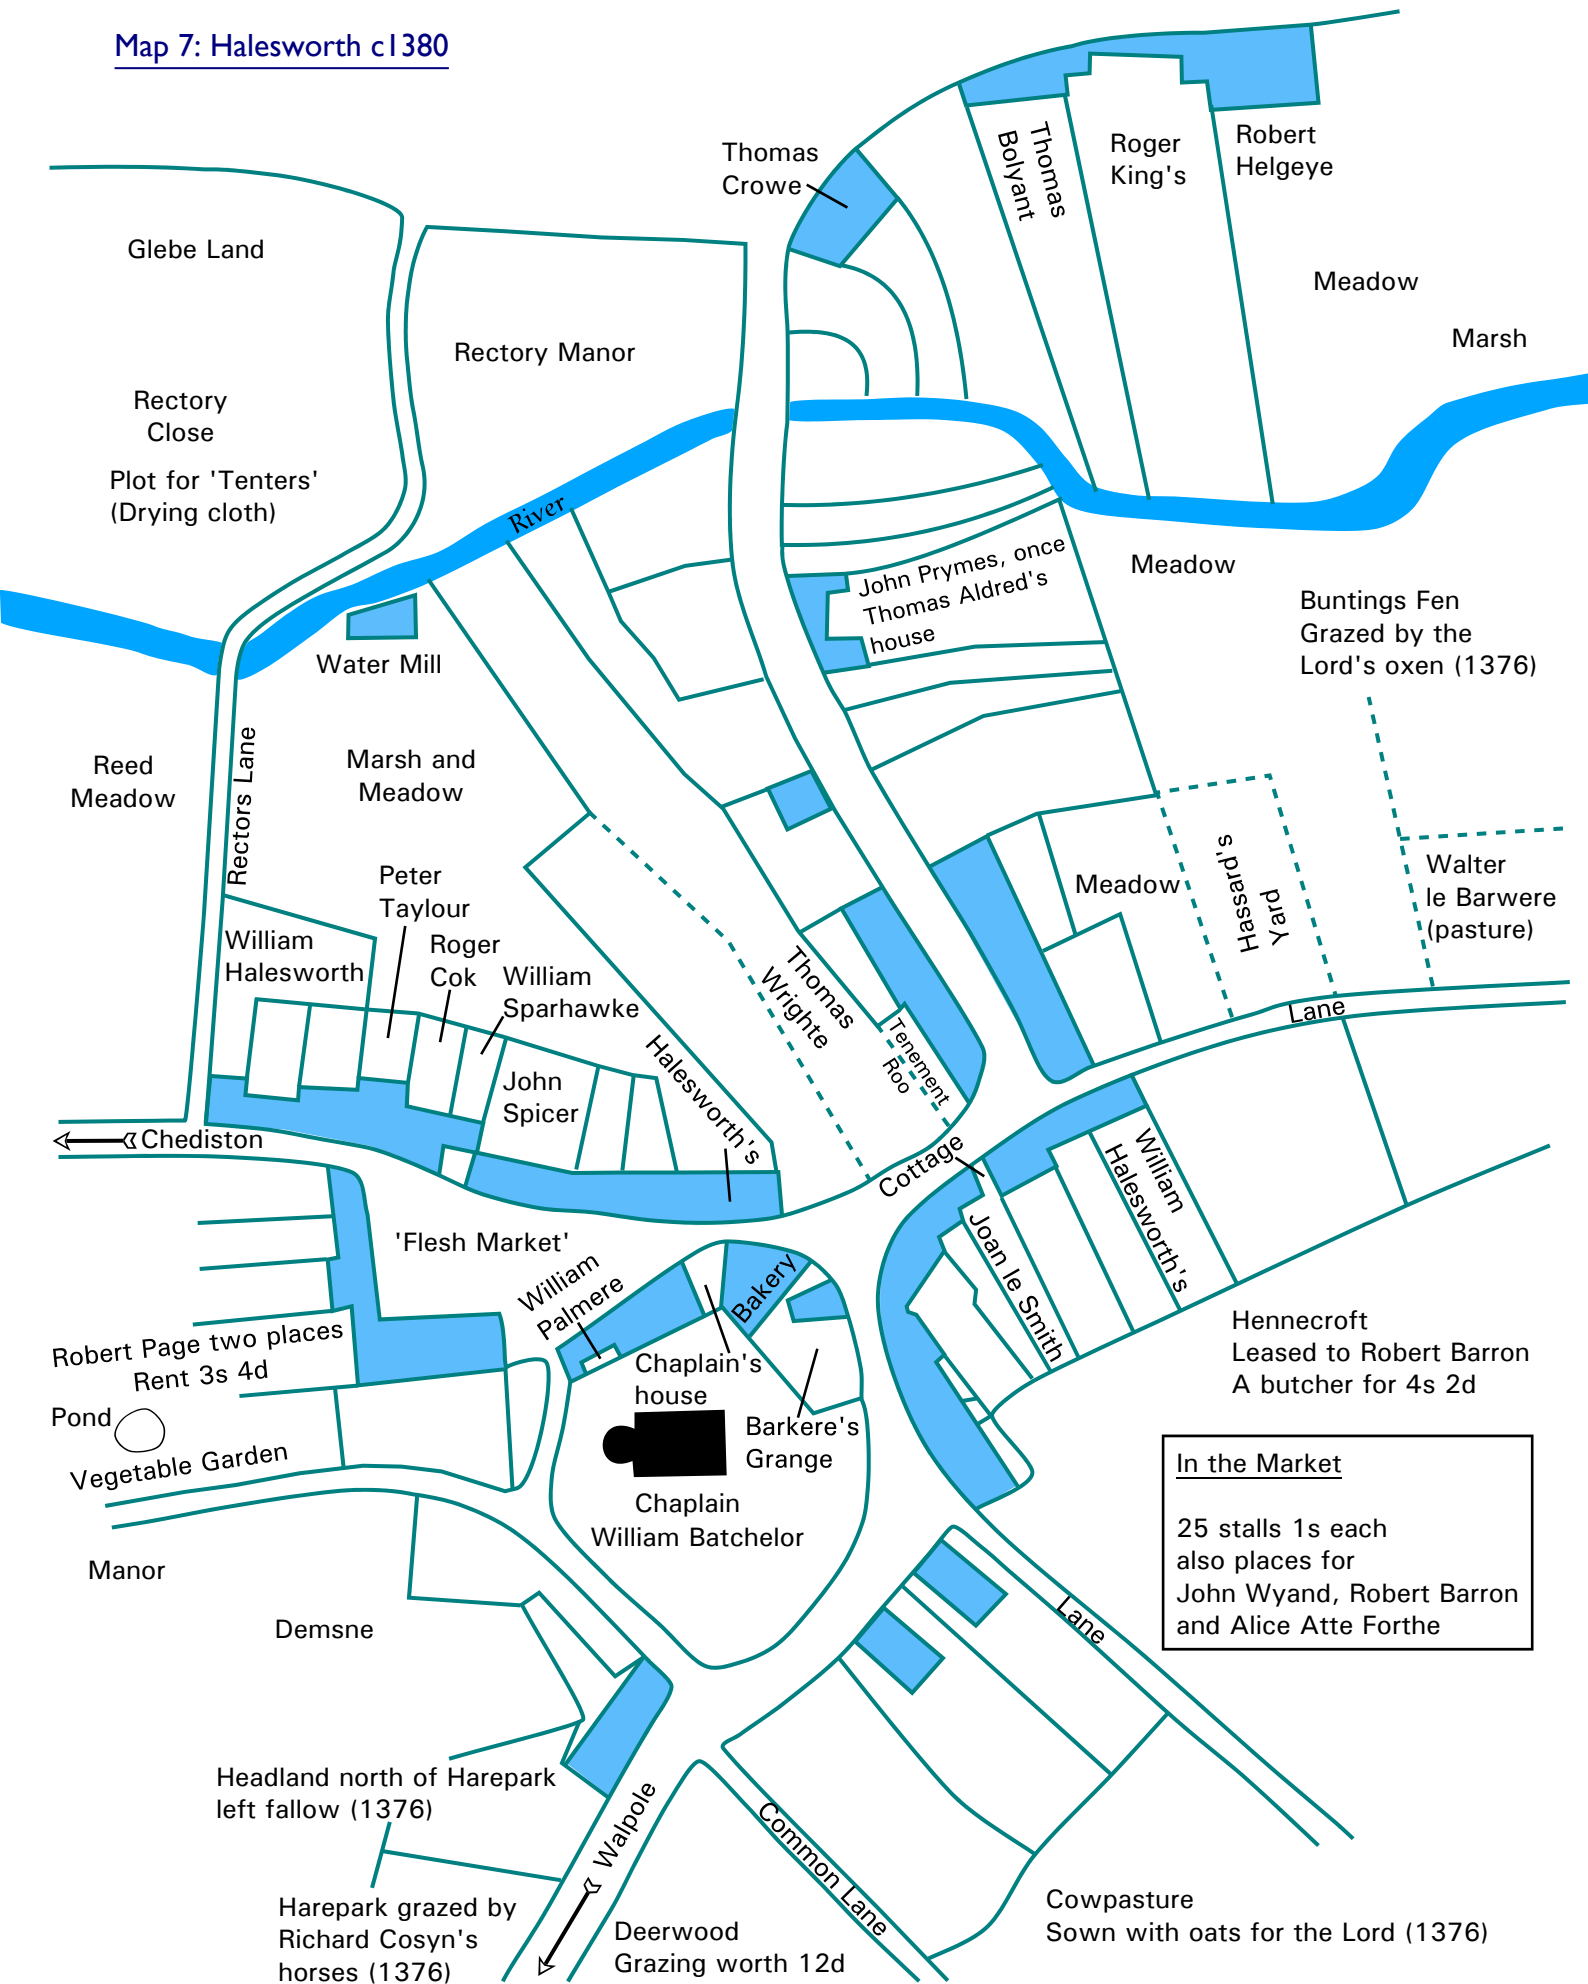 Map 7: Halesworth c1380
Thomas
Crowe
Thomas
Bolyant
Roger
King's
Robert
Helgeye
Glebe Land
Meadow
Marsh
Rectory Manor
Rectory
Close
Plot for 'Tenters'
(Drying cloth)
River
John Prymes, once
Thomas Aldred's
house
Meadow
Buntings Fen
Grazed by the
Lord's oxen (1376)
Water Mill
Rectors Lane
Reed
Meadow
Marsh and
Meadow
Peter
Taylour
Roger
Cok
William
Sparhawke
William
Halesworth
Meadow
Hassard's
Yard
Walter
le Barwere
(pasture)
Thomas
Wrighte
Tenement
Roo
Lane
John
Spicer
Halesworth's
Chediston
Cottage
William
Halesworth's
Joan le Smith
'Flesh Market'
William
Palmere
Bakery
Robert Page two places
Rent 3s 4d
Chaplain's
house
Hennecroft
Leased to Robert Barron
A butcher for 4s 2d
Pond
Vegetable Garden
Barkere's
Grange
In the Market
25 stalls 1s each
also places for
John Wyand, Robert Barron
and Alice Atte Forthe
Chaplain
William Batchelor
Manor
Demsne
Lane
Headland north of Harepark
left fallow (1376)
Walpole
Common Lane
Harepark grazed by
Richard Cosyn's
horses (1376)
Deerwood
Grazing worth 12d
Cowpasture
Sown with oats for the Lord (1376)